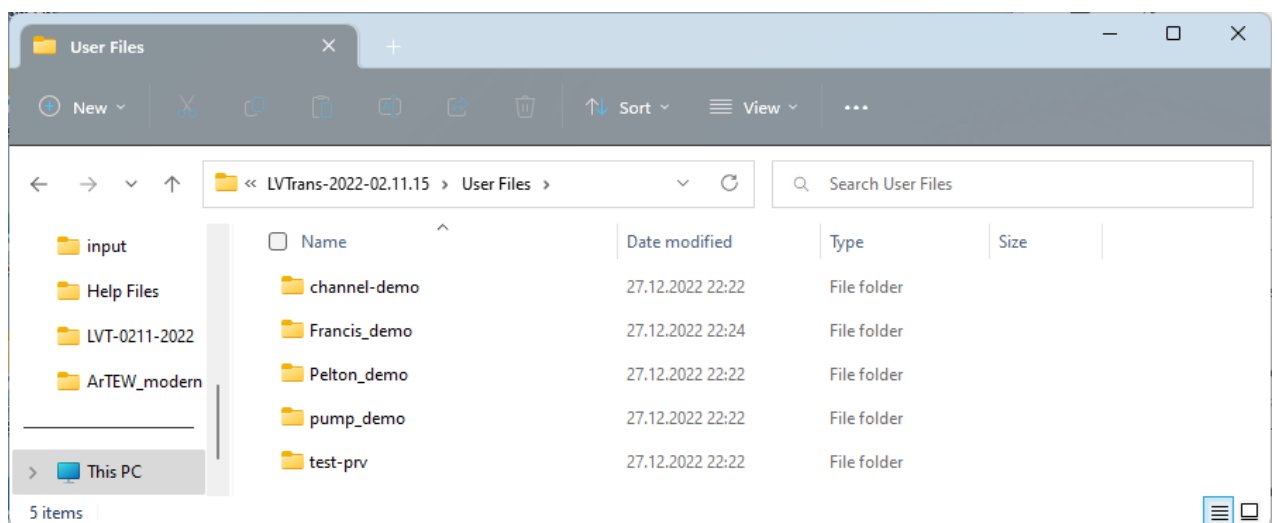 User Files
New Sort View
« LVTrans-2022-02.11.15 > User Files > Search User Files
input
Help Files
LVT-0211-2022
ArTEW_modern
This PC
Name Date modified Type Size
channel-demo 27.12.2022 22:22 File folder
Francis_demo 27.12.2022 22:24 File folder
Pelton_demo 27.12.2022 22:22 File folder
pump_demo 27.12.2022 22:22 File folder
test-prv 27.12.2022 22:22 File folder
5 items